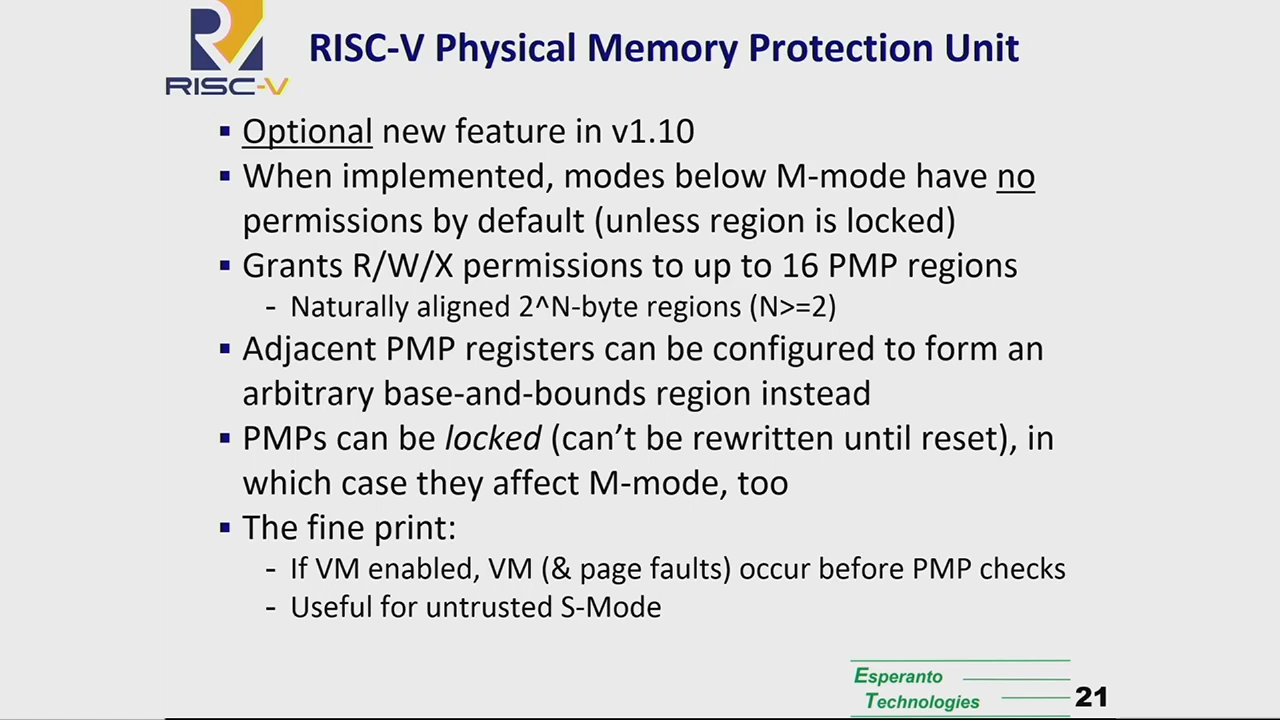 RISC-V
RISC-V Physical Memory Protection Unit
▪ Optional new feature in v1.10
▪ When implemented, modes below M-mode have no
permissions by default (unless region is locked)
▪ Grants R/W/X permissions to up to 16 PMP regions
- Naturally aligned 2^N-byte regions (N>=2)
▪ Adjacent PMP registers can be configured to form an
arbitrary base-and-bounds region instead
▪ PMPs can be locked (can’t be rewritten until reset), in
which case they affect M-mode, too
▪ The fine print:
- If VM enabled, VM (& page faults) occur before PMP checks
- Useful for untrusted S-Mode
Esperanto
Technologies
21